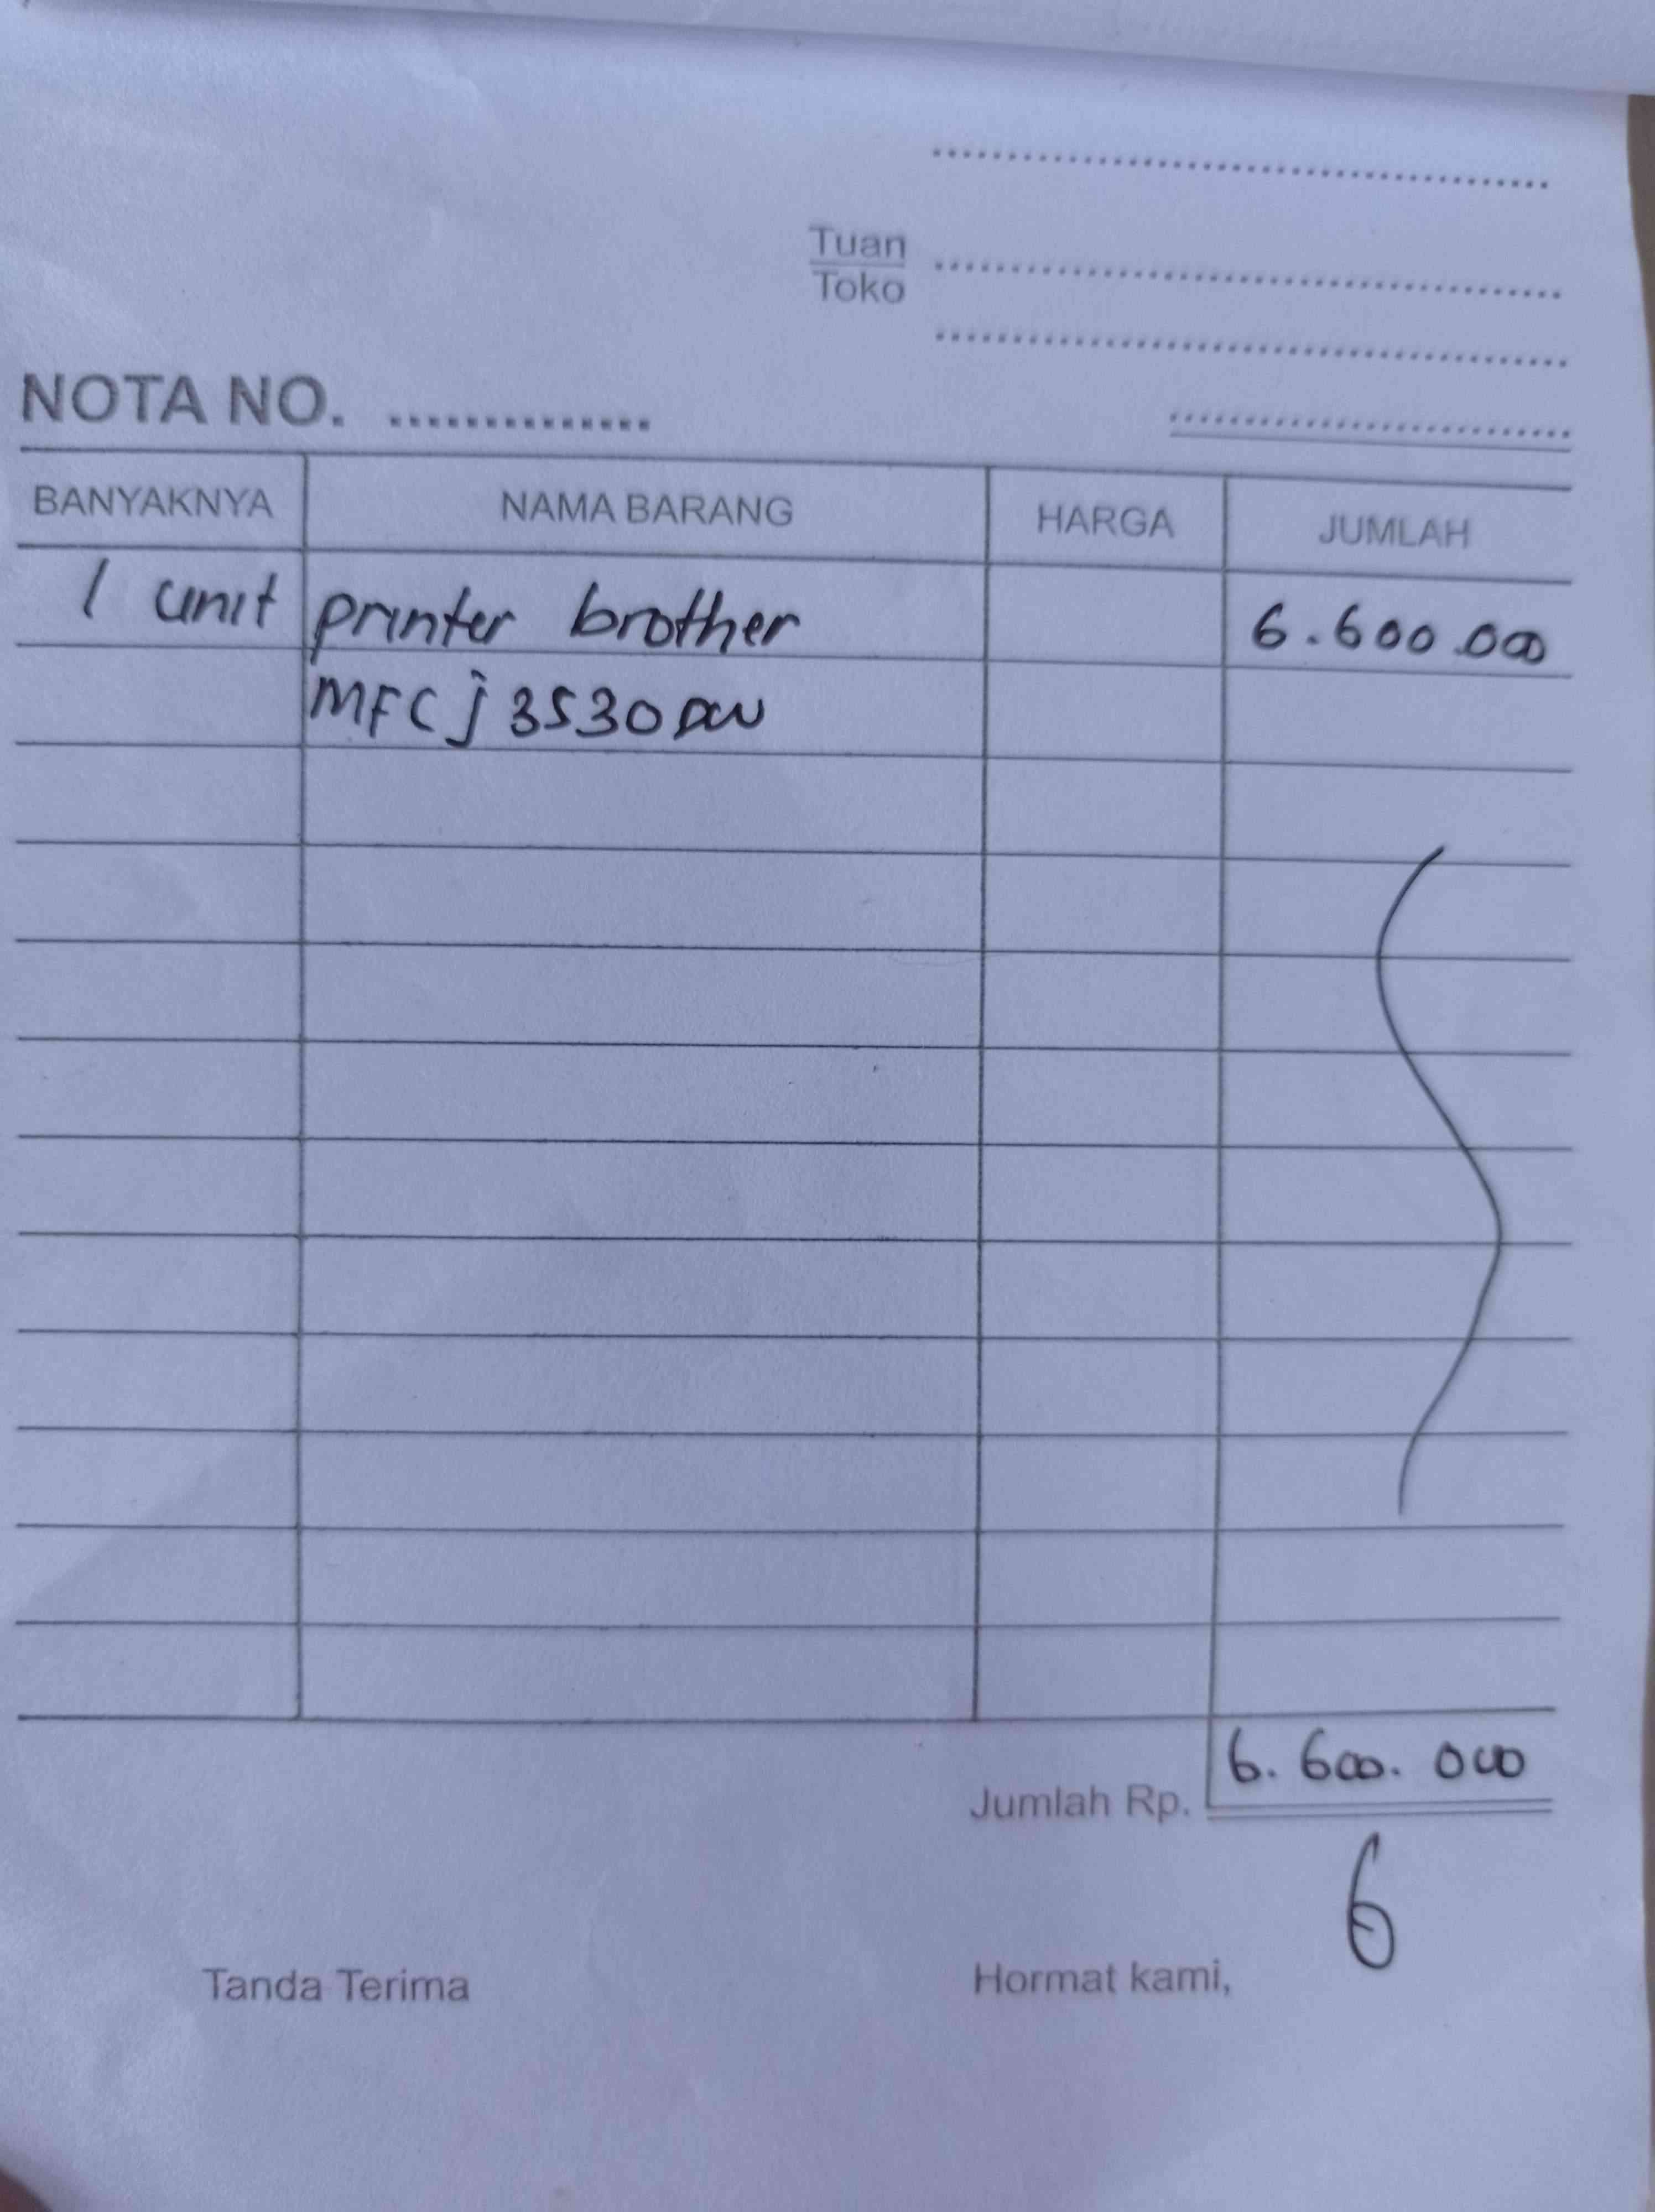 Tuan
Toko
NOTA NO. ..............
BANYAKNYA NAMA BARANG HARGA JUMLAH
1 unit printer brother 6.600.000
MFC j 3530 DW
Jumlah Rp. 6.600.000
Tanda Terima Hormat kami,